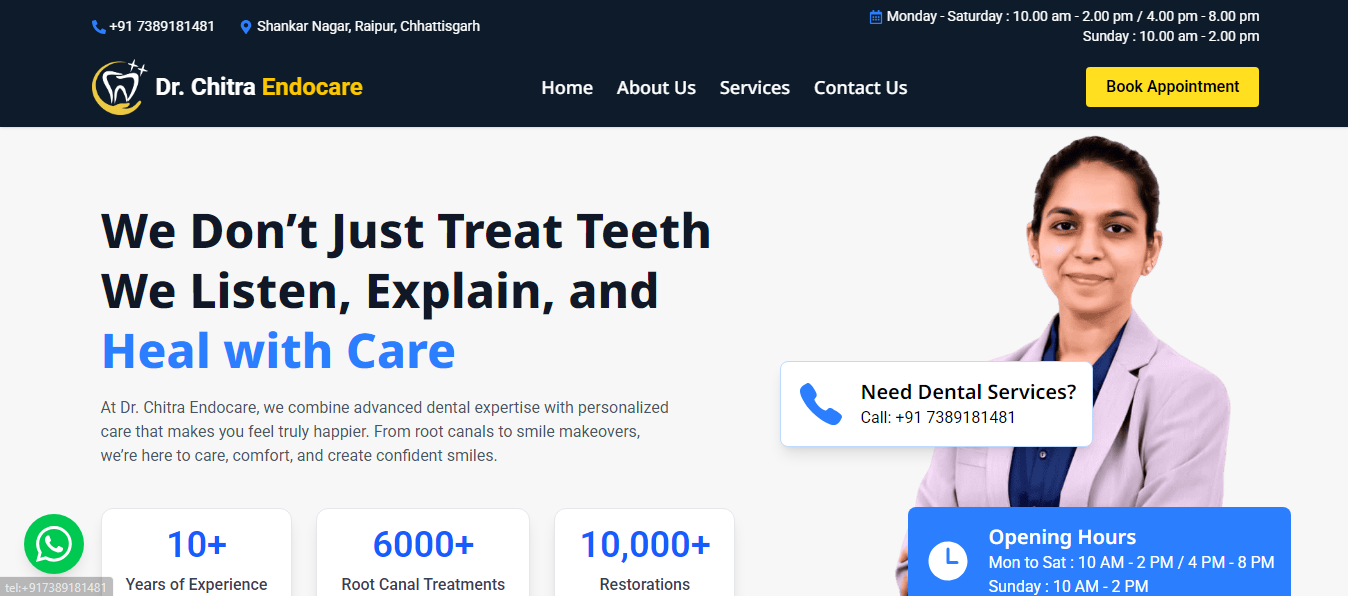 +91 7389181481
Shankar Nagar, Raipur, Chhattisgarh
Monday - Saturday : 10.00 am - 2.00 pm / 4.00 pm - 8.00 pm
Sunday : 10.00 am - 2.00 pm
Dr. Chitra Endocare
Home
About Us
Services
Contact Us
Book Appointment
We Don’t Just Treat Teeth
We Listen, Explain, and
Heal with Care
At Dr. Chitra Endocare, we combine advanced dental expertise with personalized
care that makes you feel truly happier. From root canals to smile makeovers,
we’re here to care, comfort, and create confident smiles.
Need Dental Services?
Call: +91 7389181481
10+
Years of Experience
6000+
Root Canal Treatments
10,000+
Restorations
Opening Hours
Mon to Sat : 10 AM - 2 PM / 4 PM - 8 PM
Sunday : 10 AM - 2 PM
tel:+917389181481